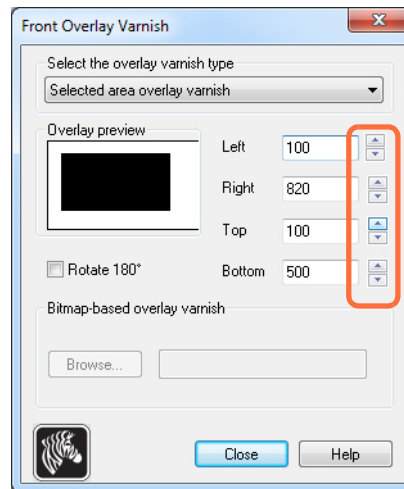 Front Overlay Varnish
Select the overlay varnish type
Selected area overlay varnish
Overlay preview
Left 100
Right 820
Top 100
Rotate 180°
Bottom 500
Bitmap-based overlay varnish
Browse...
Close Help